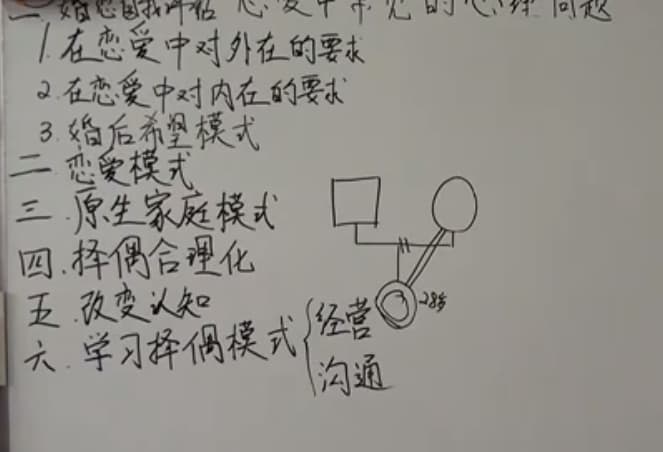 一.婚恋自我评估 恋爱中常见的心理问题
1.在恋爱中对外在的要求
2.在恋爱中对内在的要求
3.婚后希望模式
二 恋爱模式
三.原生家庭模式
四.择偶合理化
五.改变认知
六.学习择偶模式
经营
沟通
28岁